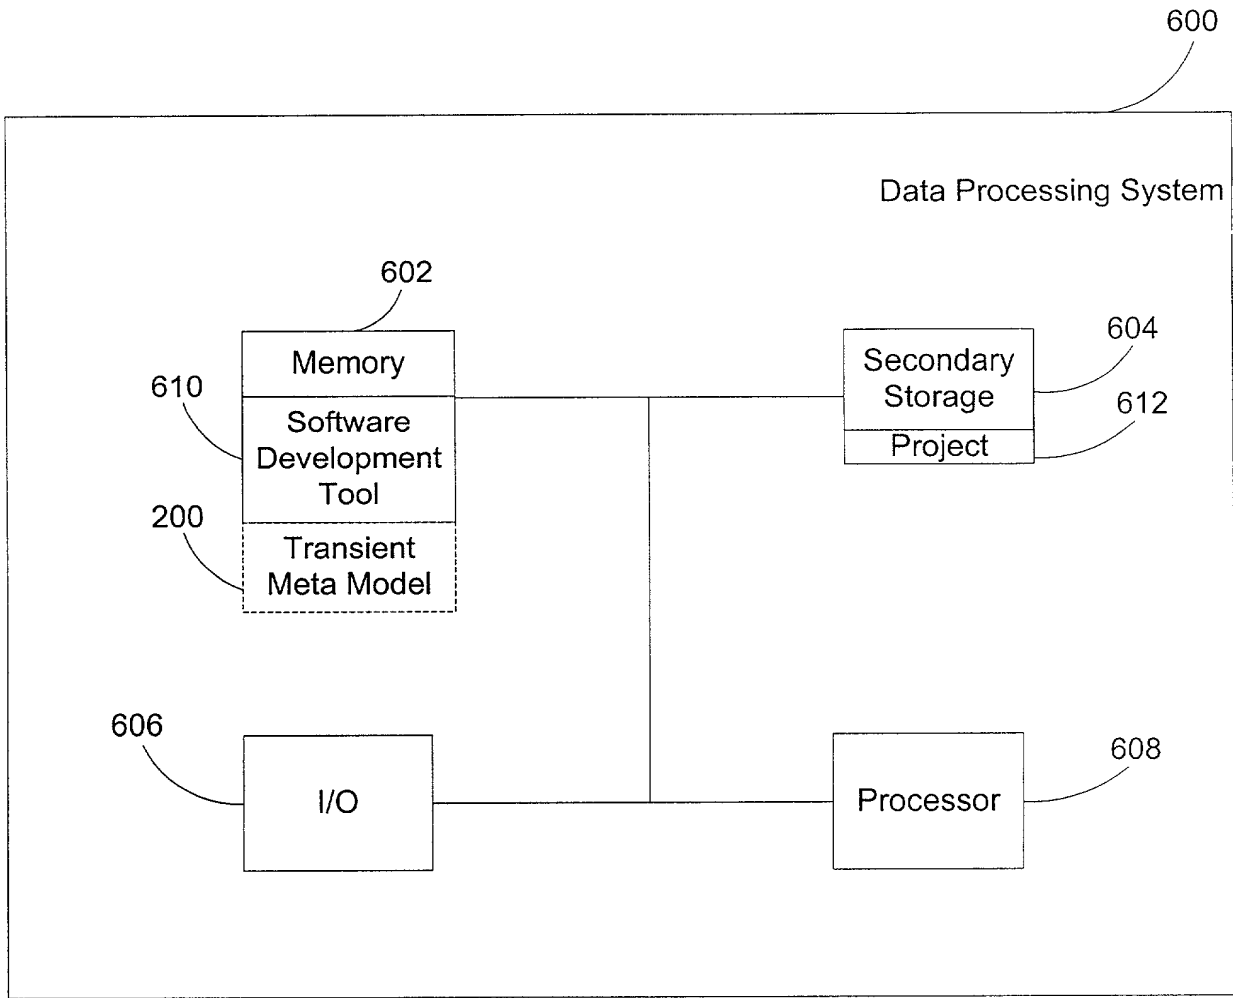 600
Data Processing System
602
Memory
610
Software
Development
Tool
200
Transient
Meta Model
604
Secondary
Storage
612
Project
606
I/O
608
Processor